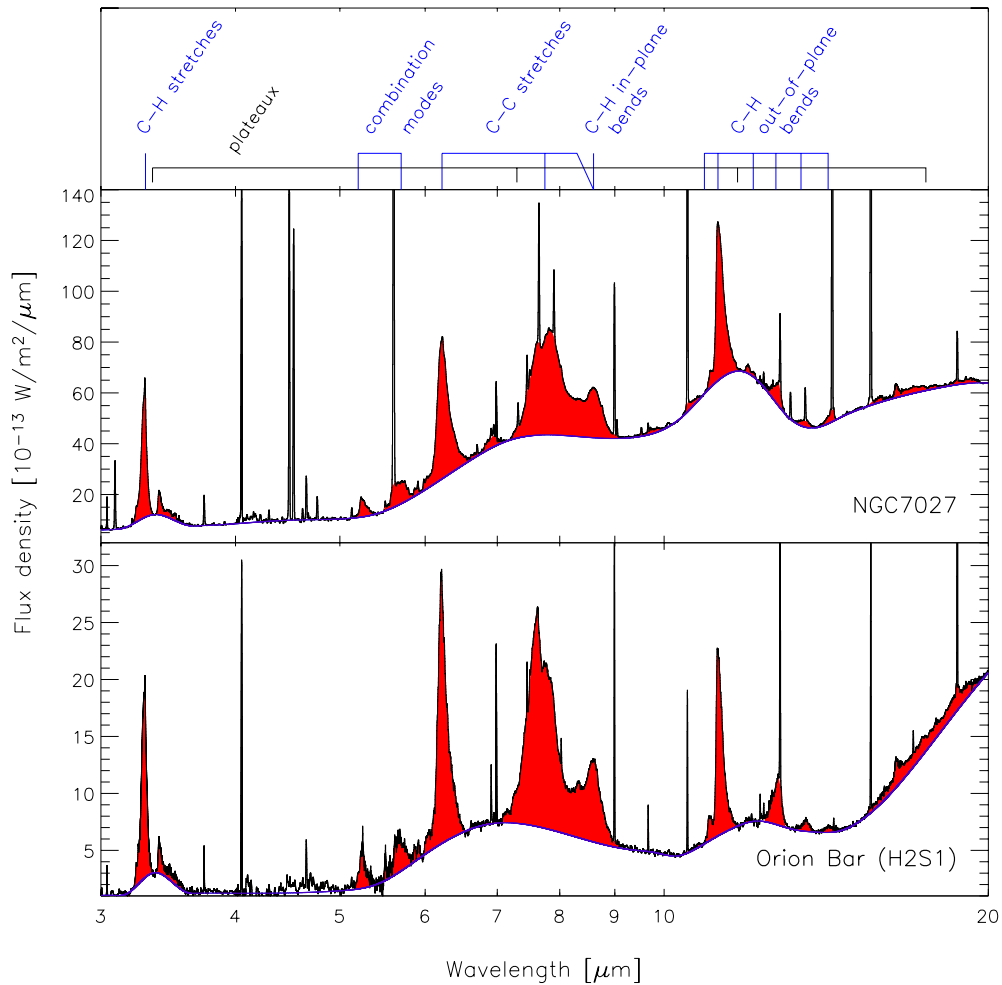 C-H stretches
plateaux
combination
modes
C-C stretches
C-H in-plane
bends
C-H
out-of-plane
bends
140
120
100
80
60
40
20
NGC7027
30
25
20
15
10
5
Orion Bar (H2S1)
Flux density [10⁻¹³ W/m²/μm]
3 4 5 6 7 8 9 10 20
Wavelength [μm]